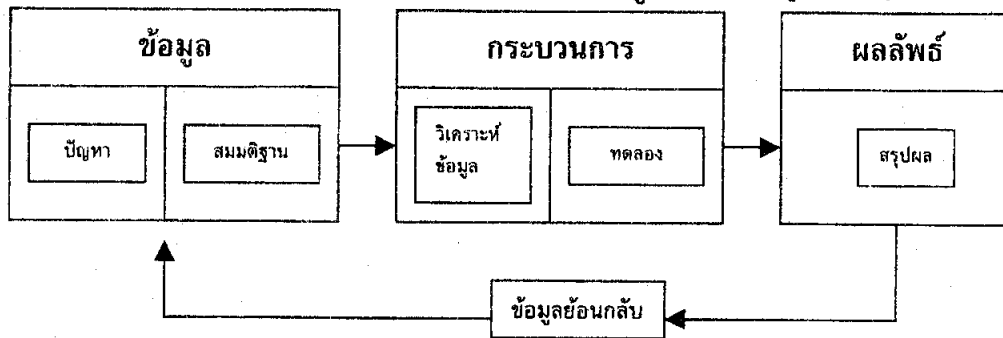 ข้อมูล
กระบวนการ
ผลลัพธ์
ปัญหา
สมมติฐาน
วิเคราะห์
ข้อมูล
ทดลอง
สรุปผล
ข้อมูลย้อนกลับ